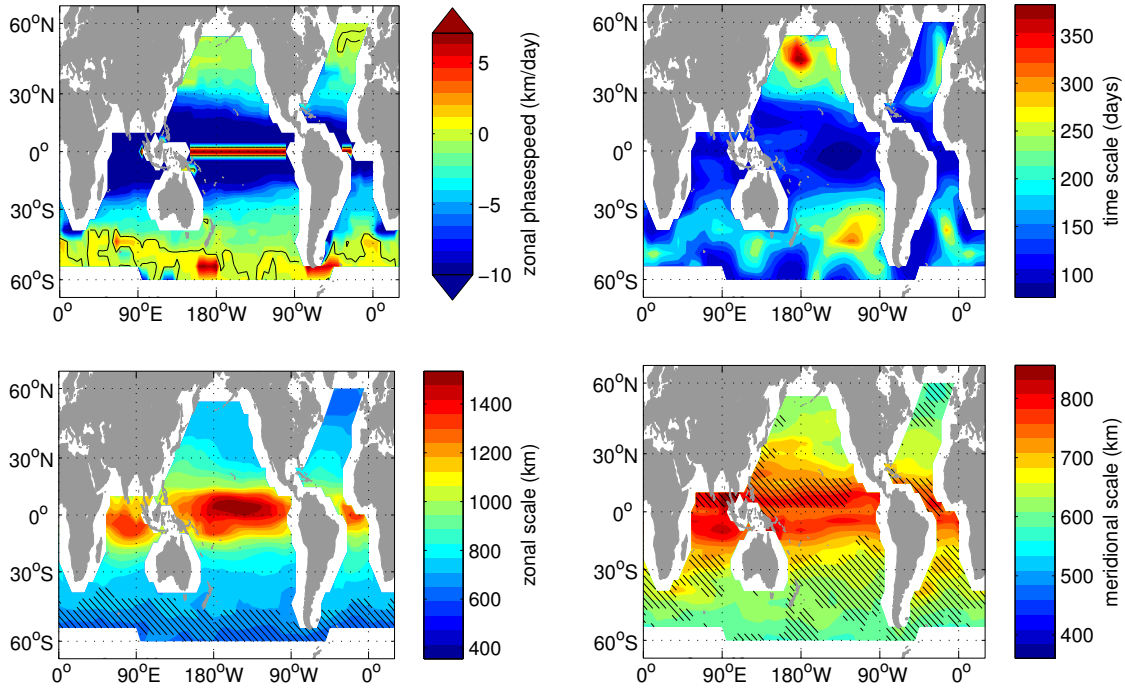 60°N
30°N
0°
30°S
60°S
0°
90°E
180°W
90°W
0°
5
0
−5
−10
zonal phasespeed (km/day)
60°N
30°N
0°
30°S
60°S
0°
90°E
180°W
90°W
0°
350
300
250
200
150
100
time scale (days)
60°N
30°N
0°
30°S
60°S
0°
90°E
180°W
90°W
0°
1400
1200
1000
800
600
400
zonal scale (km)
60°N
30°N
0°
30°S
60°S
0°
90°E
180°W
90°W
0°
800
700
600
500
400
meridional scale (km)